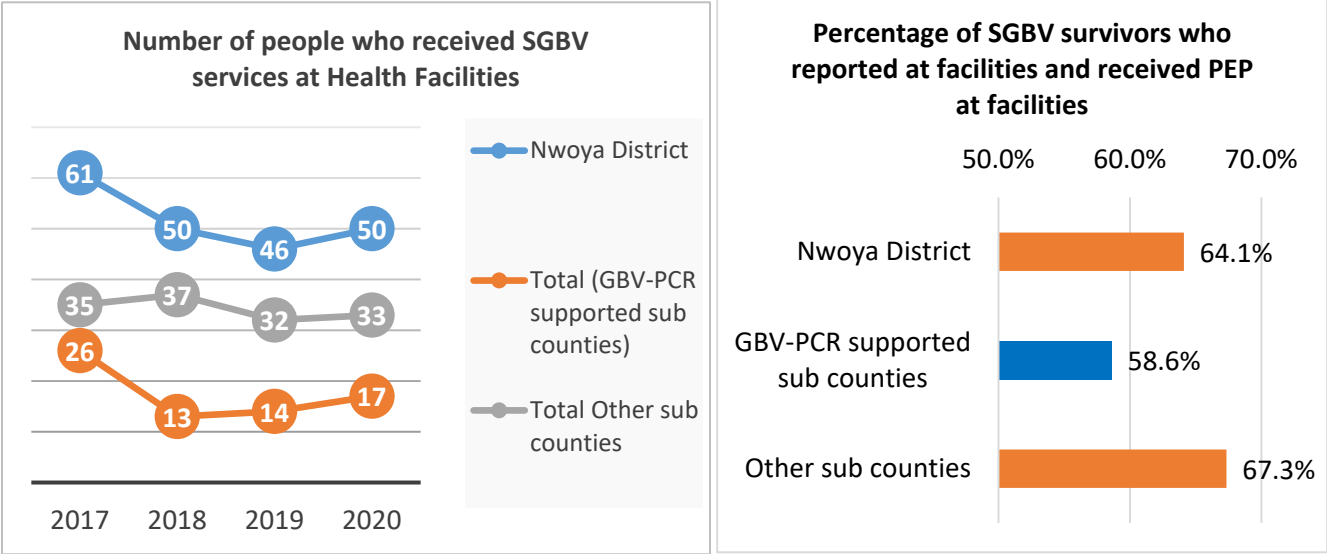 Number of people who received SGBV
services at Health Facilities
61
50
46
50
35
37
32
33
26
13
14
17
2017 2018 2019 2020
Nwoya District
Total (GBV-PCR
supported sub
counties)
Total Other sub
counties
Percentage of SGBV survivors who
reported at facilities and received PEP
at facilities
50.0% 60.0% 70.0%
Nwoya District 64.1%
GBV-PCR supported
sub counties 58.6%
Other sub counties 67.3%